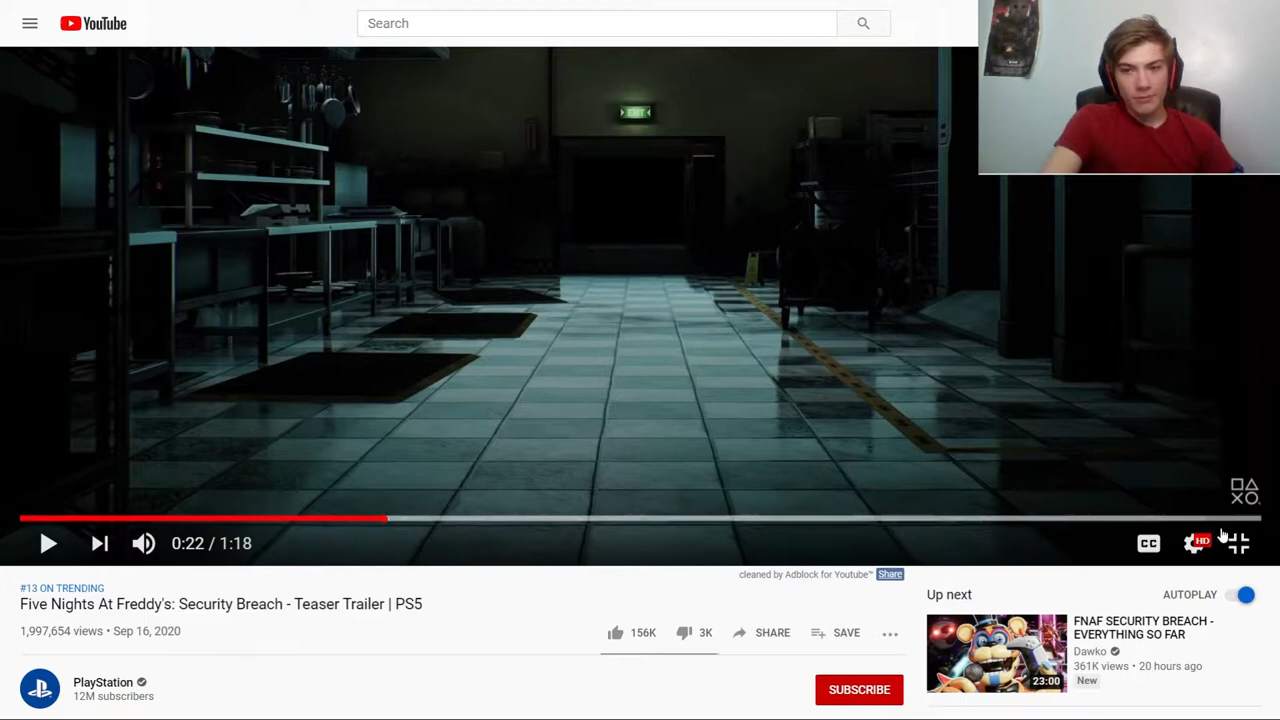 YouTube
Search
EXIT
0:22 / 1:18
CC
HD
cleaned by Adblock for Youtube™ Share
#13 ON TRENDING
Five Nights At Freddy's: Security Breach - Teaser Trailer | PS5
1,997,654 views • Sep 16, 2020
156K
3K
SHARE
SAVE
PlayStation
12M subscribers
SUBSCRIBE
Up next
AUTOPLAY
FNAF SECURITY BREACH -
EVERYTHING SO FAR
Dawko
361K views • 20 hours ago
New
23:00